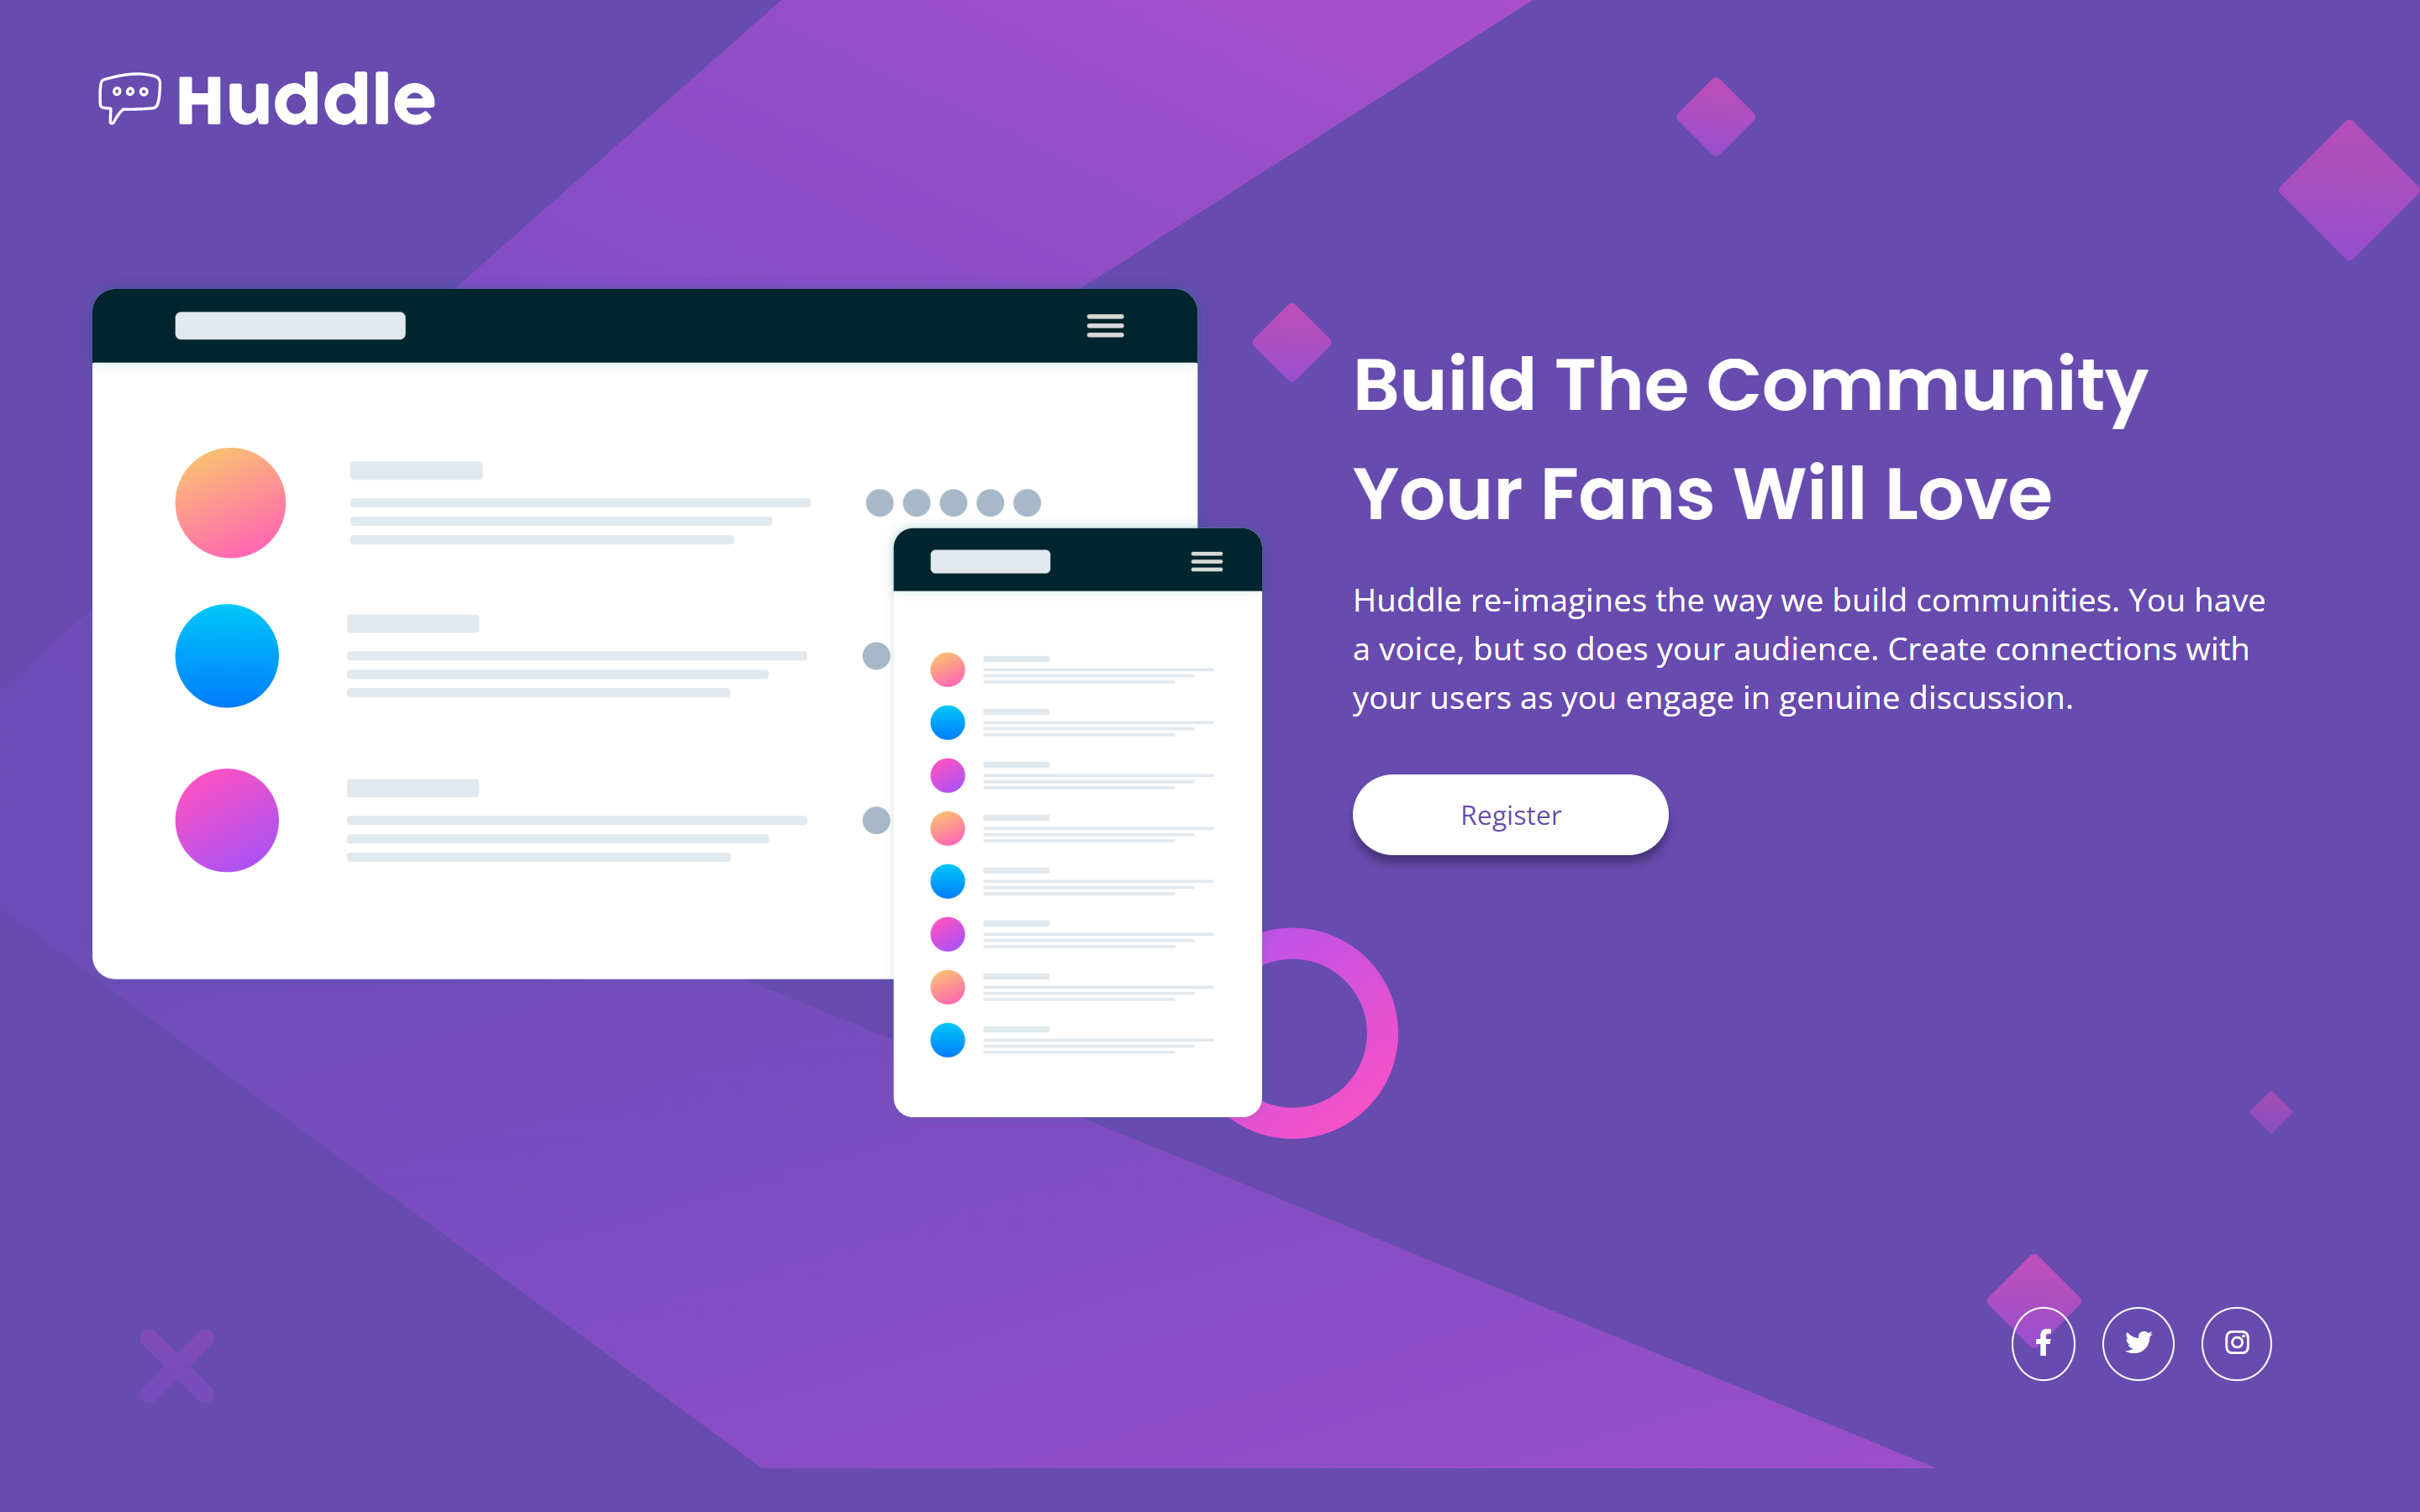 Huddle
Build The Community
Your Fans Will Love
Huddle re-imagines the way we build communities. You have
a voice, but so does your audience. Create connections with
your users as you engage in genuine discussion.
Register